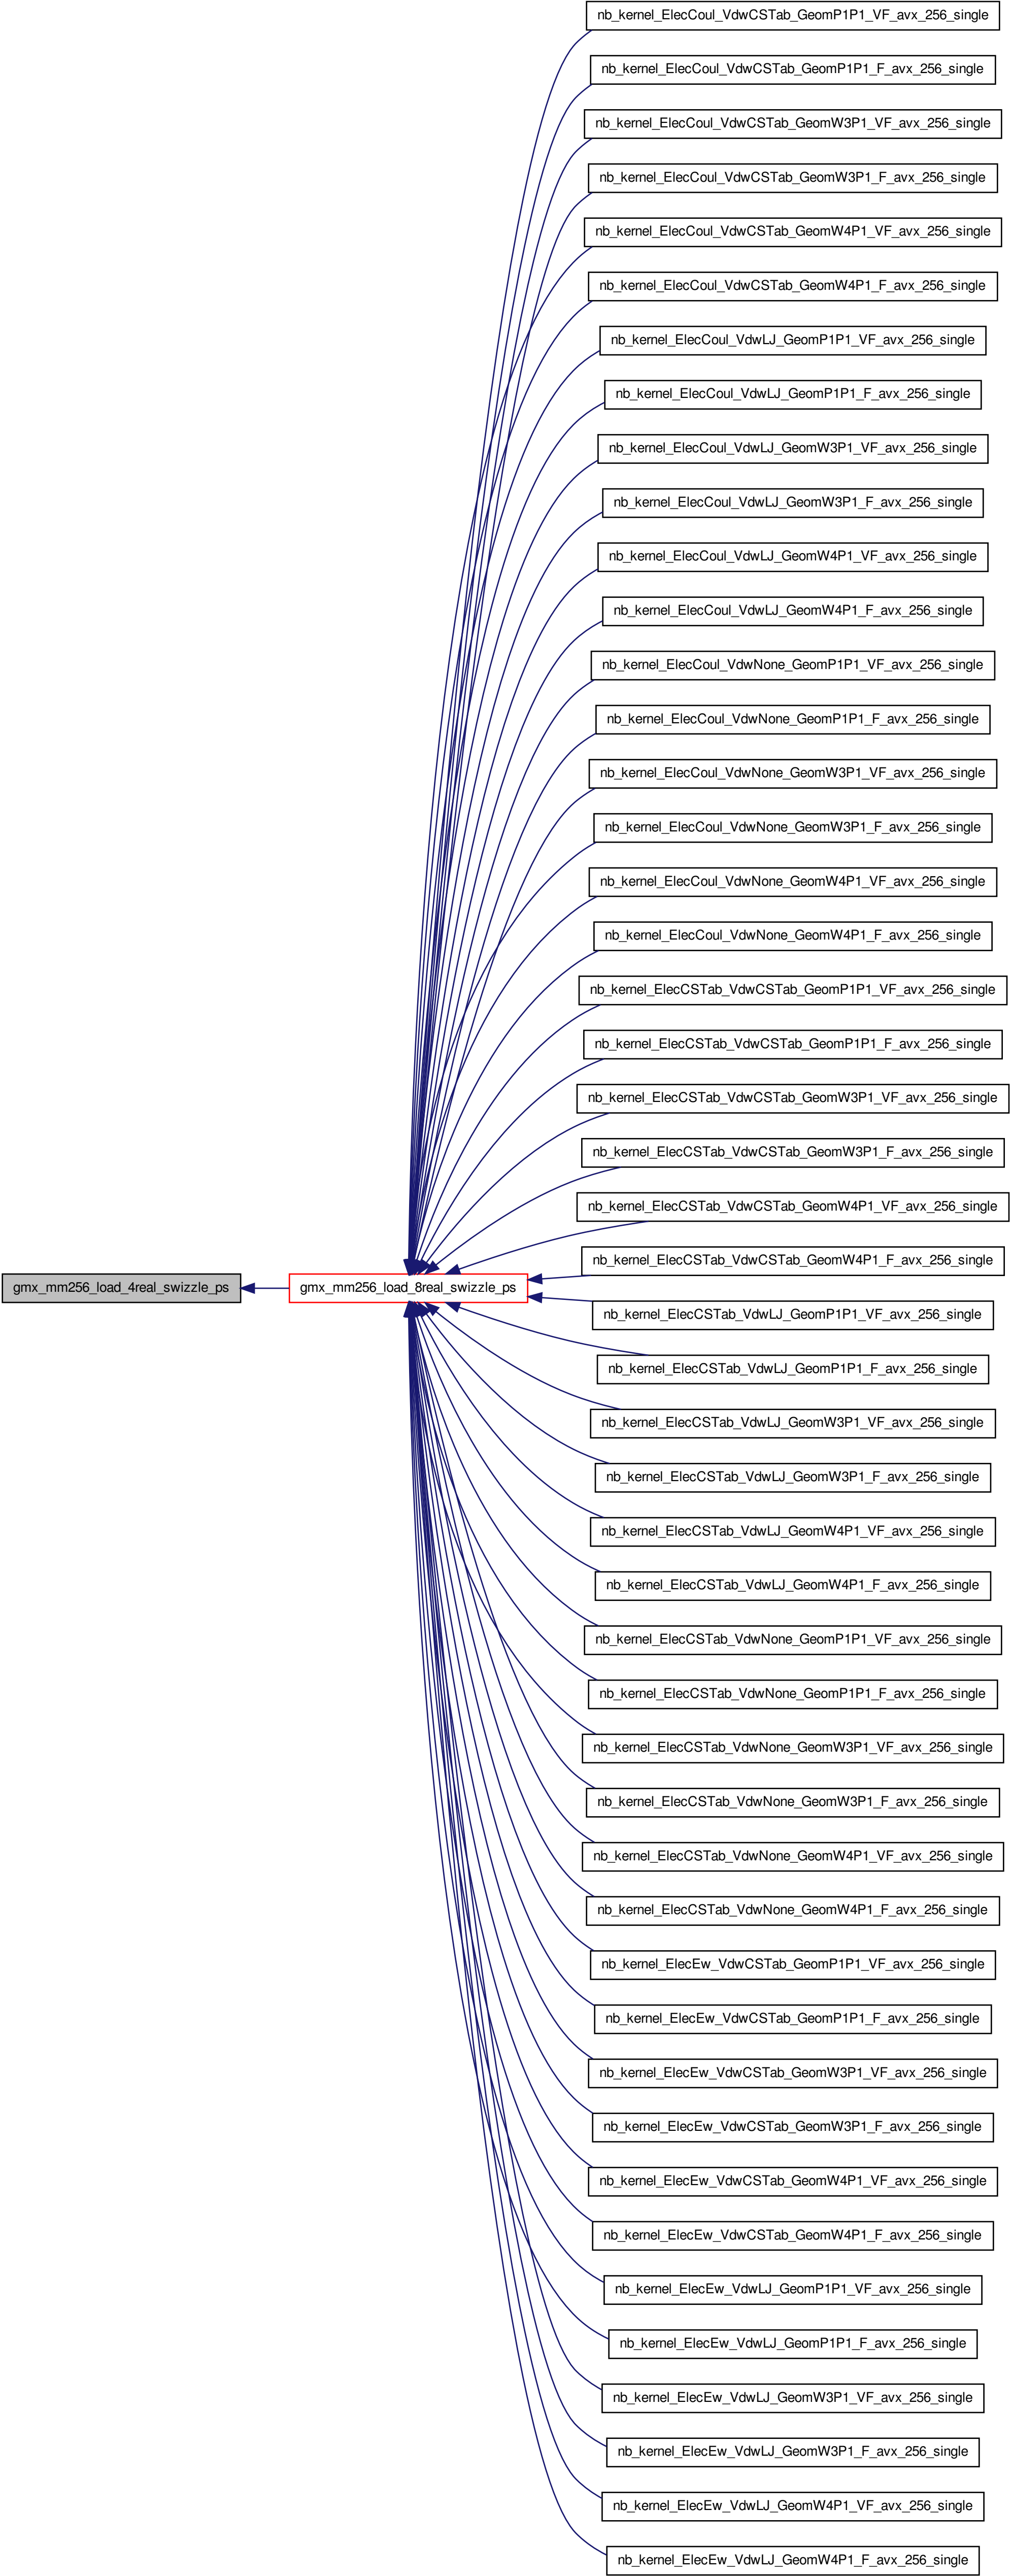 nb_kernel_ElecCoul_VdwCSTab_GeomP1P1_VF_avx_256_single
nb_kernel_ElecCoul_VdwCSTab_GeomP1P1_F_avx_256_single
nb_kernel_ElecCoul_VdwCSTab_GeomW3P1_VF_avx_256_single
nb_kernel_ElecCoul_VdwCSTab_GeomW3P1_F_avx_256_single
nb_kernel_ElecCoul_VdwCSTab_GeomW4P1_VF_avx_256_single
nb_kernel_ElecCoul_VdwCSTab_GeomW4P1_F_avx_256_single
nb_kernel_ElecCoul_VdwLJ_GeomP1P1_VF_avx_256_single
nb_kernel_ElecCoul_VdwLJ_GeomP1P1_F_avx_256_single
nb_kernel_ElecCoul_VdwLJ_GeomW3P1_VF_avx_256_single
nb_kernel_ElecCoul_VdwLJ_GeomW3P1_F_avx_256_single
nb_kernel_ElecCoul_VdwLJ_GeomW4P1_VF_avx_256_single
nb_kernel_ElecCoul_VdwLJ_GeomW4P1_F_avx_256_single
nb_kernel_ElecCoul_VdwNone_GeomP1P1_VF_avx_256_single
nb_kernel_ElecCoul_VdwNone_GeomP1P1_F_avx_256_single
nb_kernel_ElecCoul_VdwNone_GeomW3P1_VF_avx_256_single
nb_kernel_ElecCoul_VdwNone_GeomW3P1_F_avx_256_single
nb_kernel_ElecCoul_VdwNone_GeomW4P1_VF_avx_256_single
nb_kernel_ElecCoul_VdwNone_GeomW4P1_F_avx_256_single
nb_kernel_ElecCSTab_VdwCSTab_GeomP1P1_VF_avx_256_single
nb_kernel_ElecCSTab_VdwCSTab_GeomP1P1_F_avx_256_single
nb_kernel_ElecCSTab_VdwCSTab_GeomW3P1_VF_avx_256_single
nb_kernel_ElecCSTab_VdwCSTab_GeomW3P1_F_avx_256_single
nb_kernel_ElecCSTab_VdwCSTab_GeomW4P1_VF_avx_256_single
nb_kernel_ElecCSTab_VdwCSTab_GeomW4P1_F_avx_256_single
gmx_mm256_load_4real_swizzle_ps
gmx_mm256_load_8real_swizzle_ps
nb_kernel_ElecCSTab_VdwLJ_GeomP1P1_VF_avx_256_single
nb_kernel_ElecCSTab_VdwLJ_GeomP1P1_F_avx_256_single
nb_kernel_ElecCSTab_VdwLJ_GeomW3P1_VF_avx_256_single
nb_kernel_ElecCSTab_VdwLJ_GeomW3P1_F_avx_256_single
nb_kernel_ElecCSTab_VdwLJ_GeomW4P1_VF_avx_256_single
nb_kernel_ElecCSTab_VdwLJ_GeomW4P1_F_avx_256_single
nb_kernel_ElecCSTab_VdwNone_GeomP1P1_VF_avx_256_single
nb_kernel_ElecCSTab_VdwNone_GeomP1P1_F_avx_256_single
nb_kernel_ElecCSTab_VdwNone_GeomW3P1_VF_avx_256_single
nb_kernel_ElecCSTab_VdwNone_GeomW3P1_F_avx_256_single
nb_kernel_ElecCSTab_VdwNone_GeomW4P1_VF_avx_256_single
nb_kernel_ElecCSTab_VdwNone_GeomW4P1_F_avx_256_single
nb_kernel_ElecEw_VdwCSTab_GeomP1P1_VF_avx_256_single
nb_kernel_ElecEw_VdwCSTab_GeomP1P1_F_avx_256_single
nb_kernel_ElecEw_VdwCSTab_GeomW3P1_VF_avx_256_single
nb_kernel_ElecEw_VdwCSTab_GeomW3P1_F_avx_256_single
nb_kernel_ElecEw_VdwCSTab_GeomW4P1_VF_avx_256_single
nb_kernel_ElecEw_VdwCSTab_GeomW4P1_F_avx_256_single
nb_kernel_ElecEw_VdwLJ_GeomP1P1_VF_avx_256_single
nb_kernel_ElecEw_VdwLJ_GeomP1P1_F_avx_256_single
nb_kernel_ElecEw_VdwLJ_GeomW3P1_VF_avx_256_single
nb_kernel_ElecEw_VdwLJ_GeomW3P1_F_avx_256_single
nb_kernel_ElecEw_VdwLJ_GeomW4P1_VF_avx_256_single
nb_kernel_ElecEw_VdwLJ_GeomW4P1_F_avx_256_single